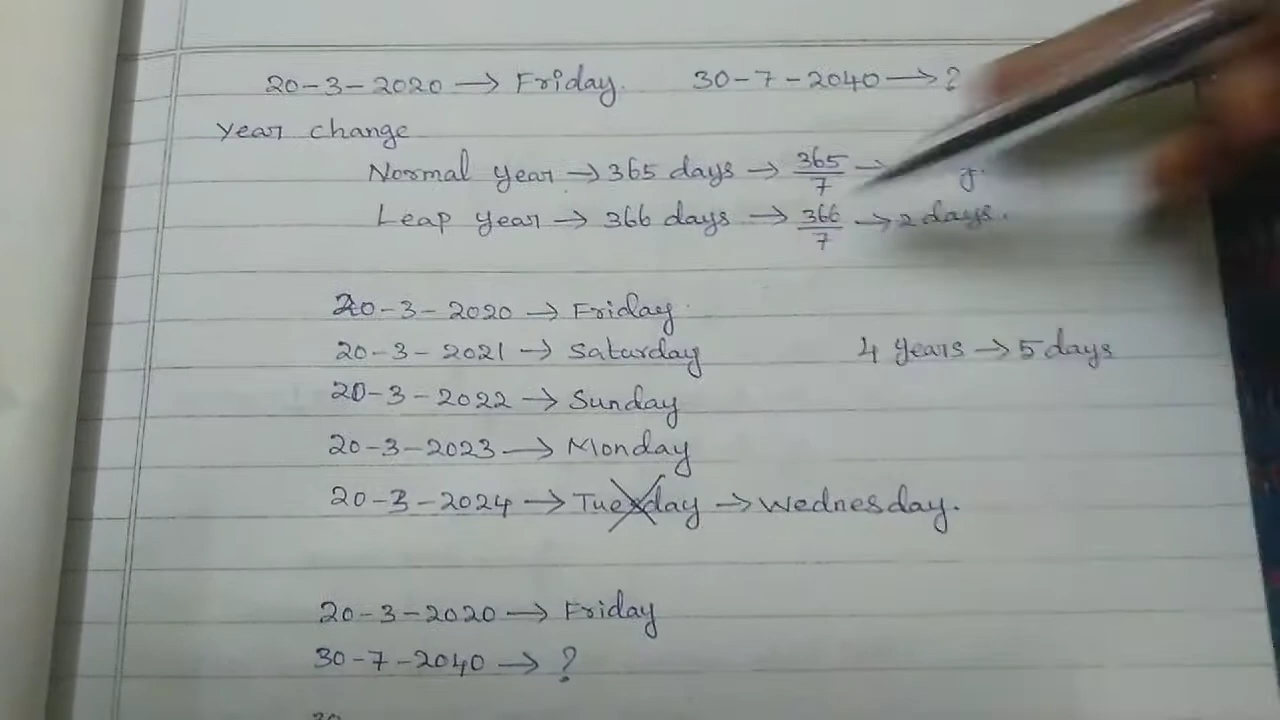 20-3-2020 → Friday. 30-7-2040 → ?
Year change
Normal year → 365 days → 365/7 →
Leap year → 366 days → 366/7 → 2 days.
20-3-2020 → Friday
20-3-2021 → Saturday 4 years → 5 days
20-3-2022 → Sunday
20-3-2023 → Monday
20-3-2024 → Tuesday → Wednesday.
20-3-2020 → Friday
30-7-2040 → ?